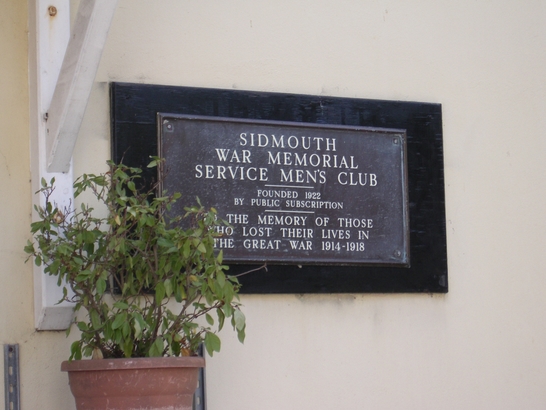 SIDMOUTH
WAR MEMORIAL
SERVICE MEN'S CLUB
FOUNDED 1922
BY PUBLIC SUBSCRIPTION
THE MEMORY OF THOSE
WHO LOST THEIR LIVES IN
THE GREAT WAR 1914-1918